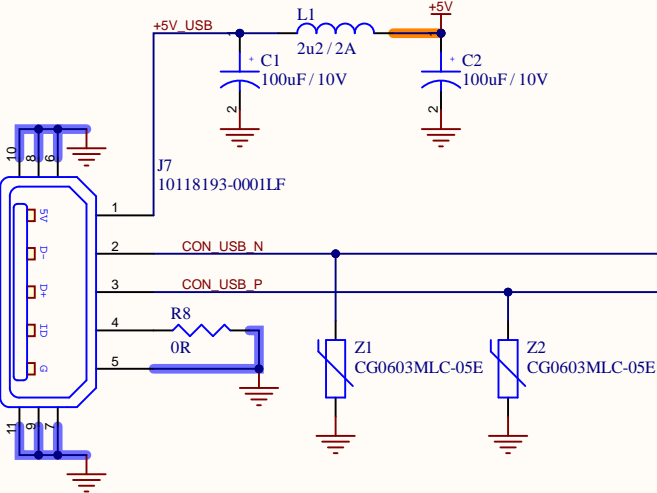 +5V
L1
+5V_USB
2u2 / 2A
+ C1
100uF / 10V
2
+ C2
100uF / 10V
2
10
8
6
J7
10118193-0001LF
5V
1
D-
2
CON_USB_N
D+
3
CON_USB_P
ID
4
R8
0R
G
5
Z1
CG0603MLC-05E
Z2
CG0603MLC-05E
11
9
7